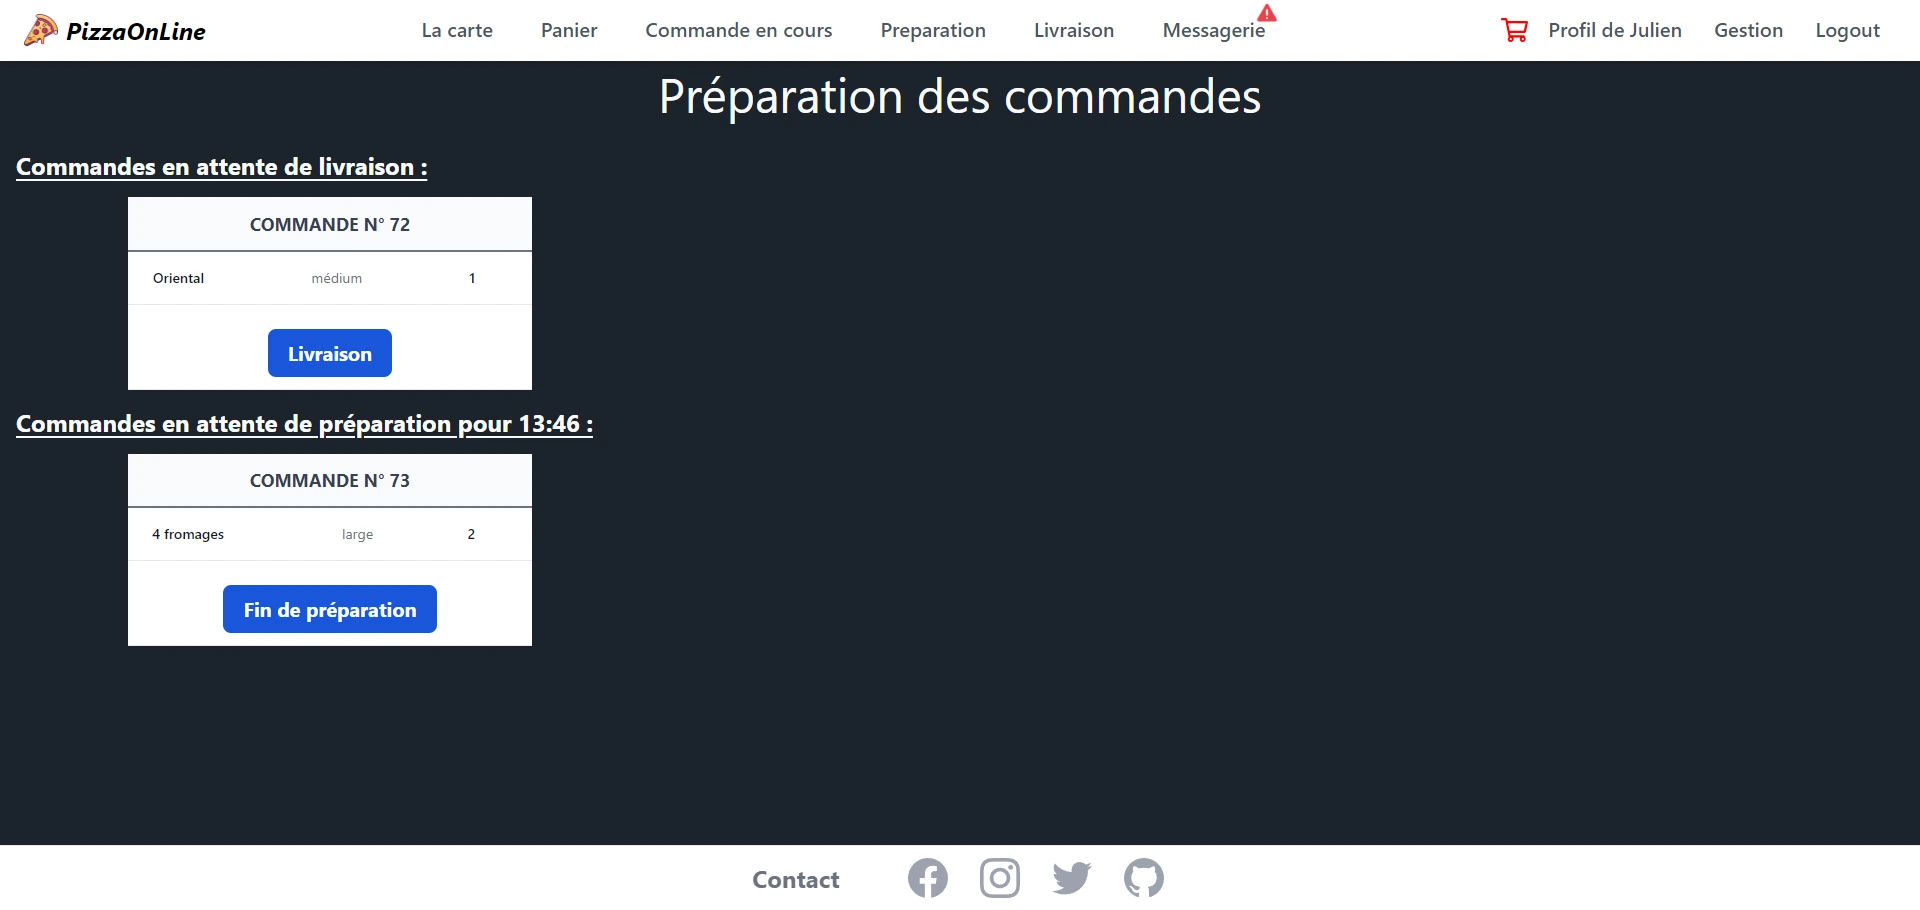 PizzaOnLine La carte Panier Commande en cours Preparation Livraison Messagerie Profil de Julien Gestion Logout
Préparation des commandes
Commandes en attente de livraison :
COMMANDE N° 72
Oriental médium 1
Livraison
Commandes en attente de préparation pour 13:46 :
COMMANDE N° 73
4 fromages large 2
Fin de préparation
Contact